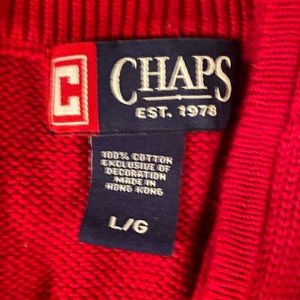 C
CHAPS
EST. 1978
100% COTTON
EXCLUSIVE OF
DECORATION
MADE IN
HONG KONG
L/G